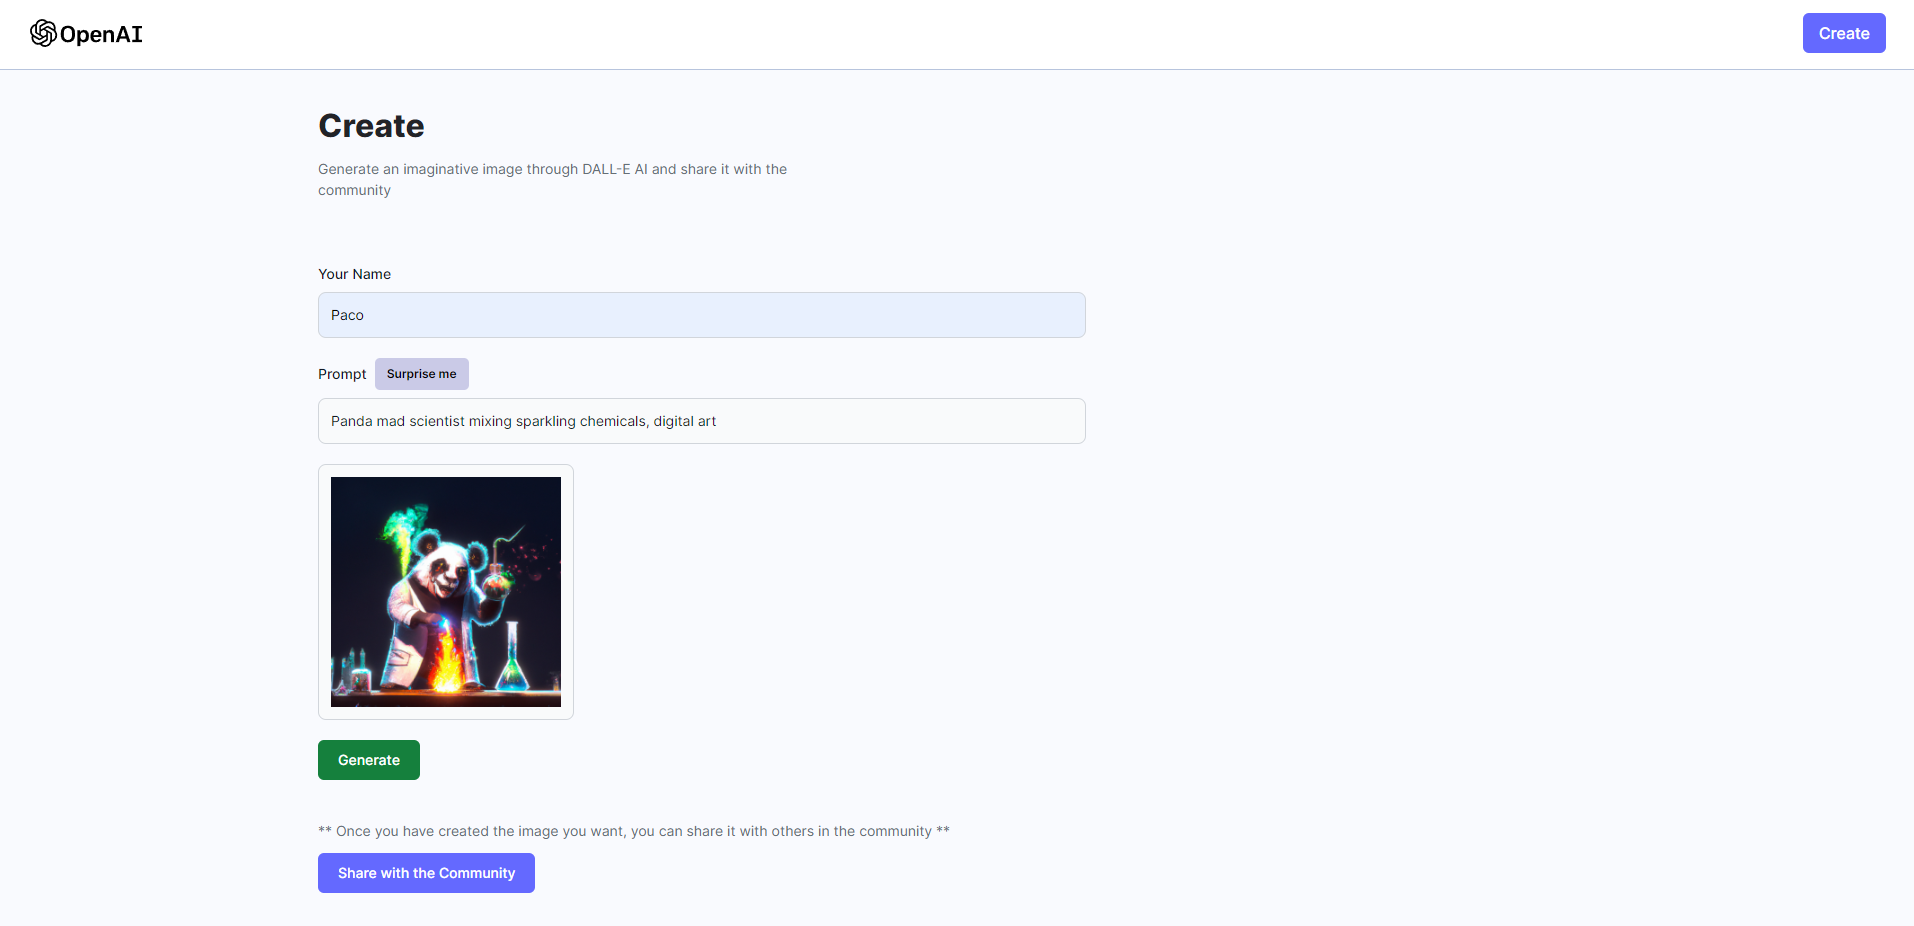 OpenAI
Create
Create
Generate an imaginative image through DALL-E AI and share it with the
community
Your Name
Paco
Prompt
Surprise me
Panda mad scientist mixing sparkling chemicals, digital art
Generate
** Once you have created the image you want, you can share it with others in the community **
Share with the Community